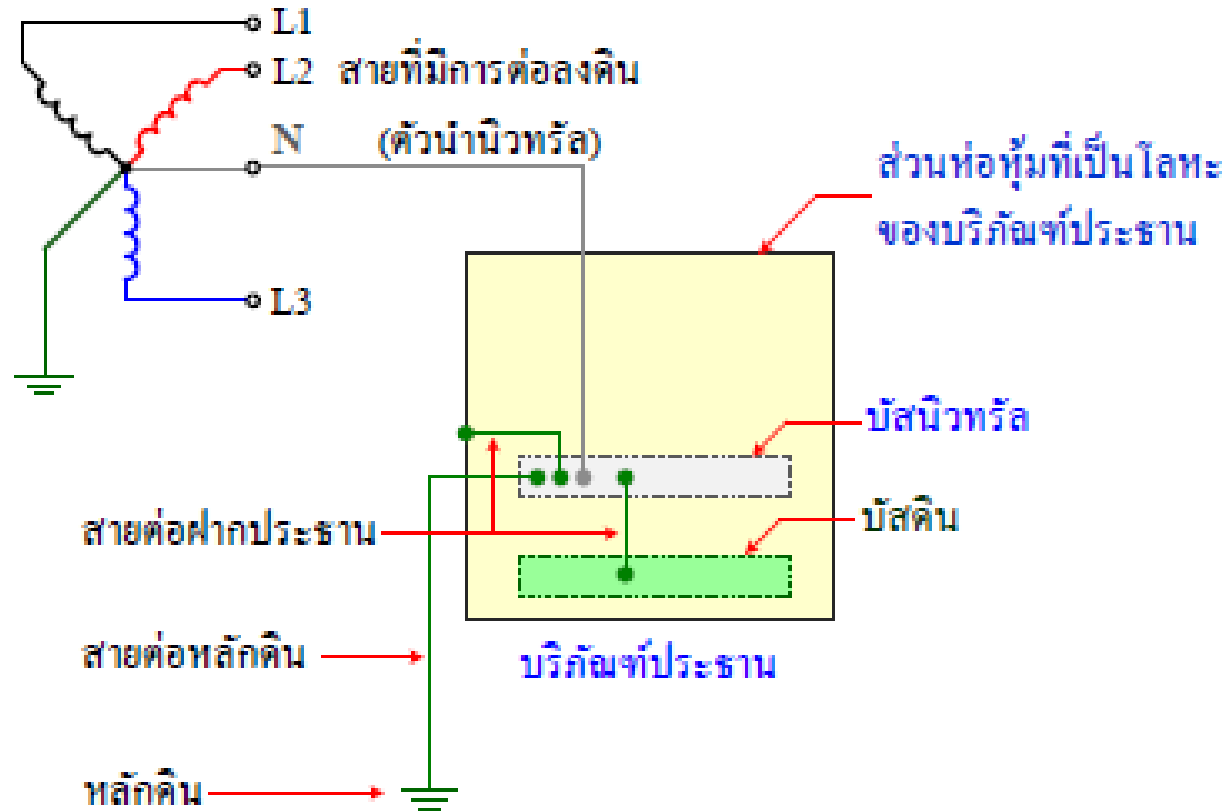 L1
L2 สายที่มีการต่อลงดิน
N (ตัวนำนิวทรัล)
ส่วนห่อหุ้มที่เป็นโลหะ
ของบริภัณฑ์ประธาน
L3
บัสนิวทรัล
บัสดิน
สายต่อฝากประธาน
สายต่อหลักดิน
บริภัณฑ์ประธาน
หลักดิน